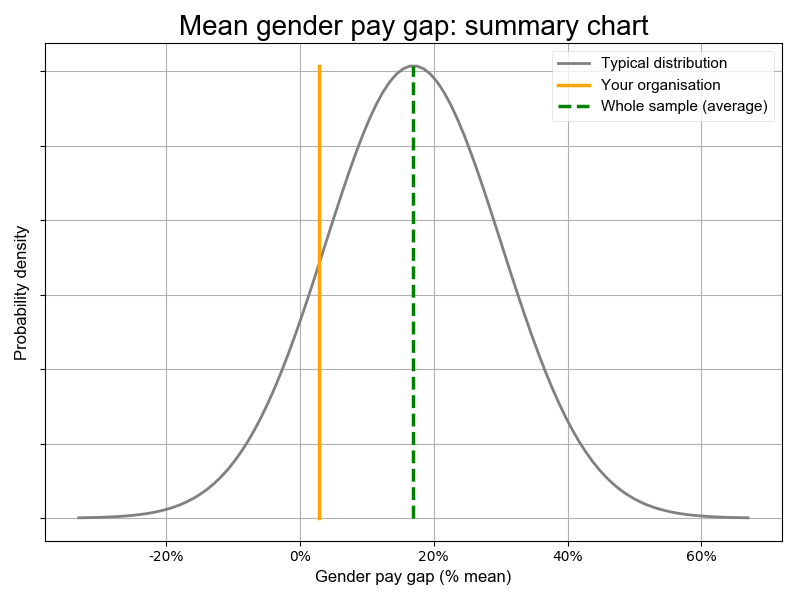 Mean gender pay gap: summary chart
Typical distribution
Your organisation
Whole sample (average)
Probability density
-20% 0% 20% 40% 60%
Gender pay gap (% mean)